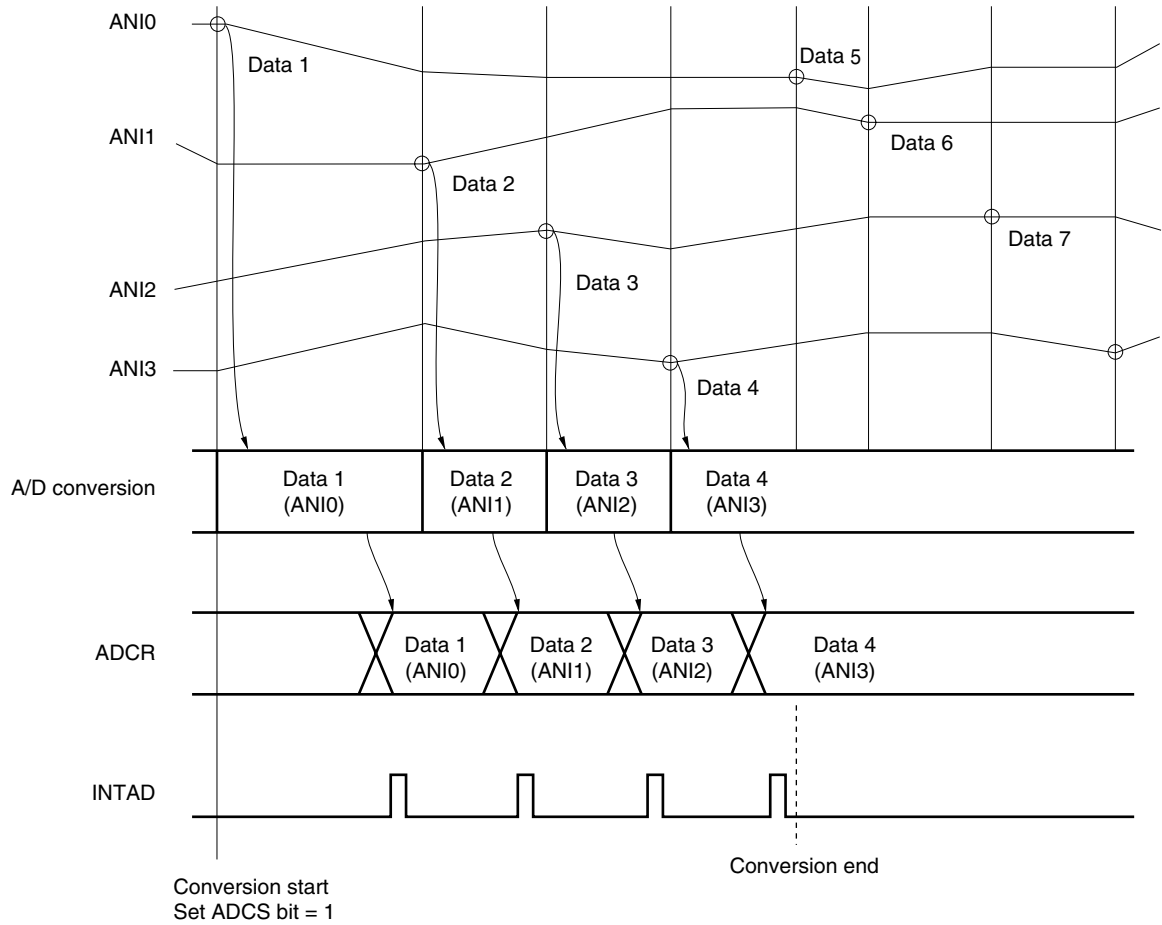 ANI0
Data 1
Data 5
ANI1
Data 6
Data 2
Data 7
ANI2
Data 3
ANI3
Data 4
A/D conversion
Data 1
(ANI0)
Data 2
(ANI1)
Data 3
(ANI2)
Data 4
(ANI3)
ADCR
Data 1
(ANI0)
Data 2
(ANI1)
Data 3
(ANI2)
Data 4
(ANI3)
INTAD
Conversion end
Conversion start
Set ADCS bit = 1